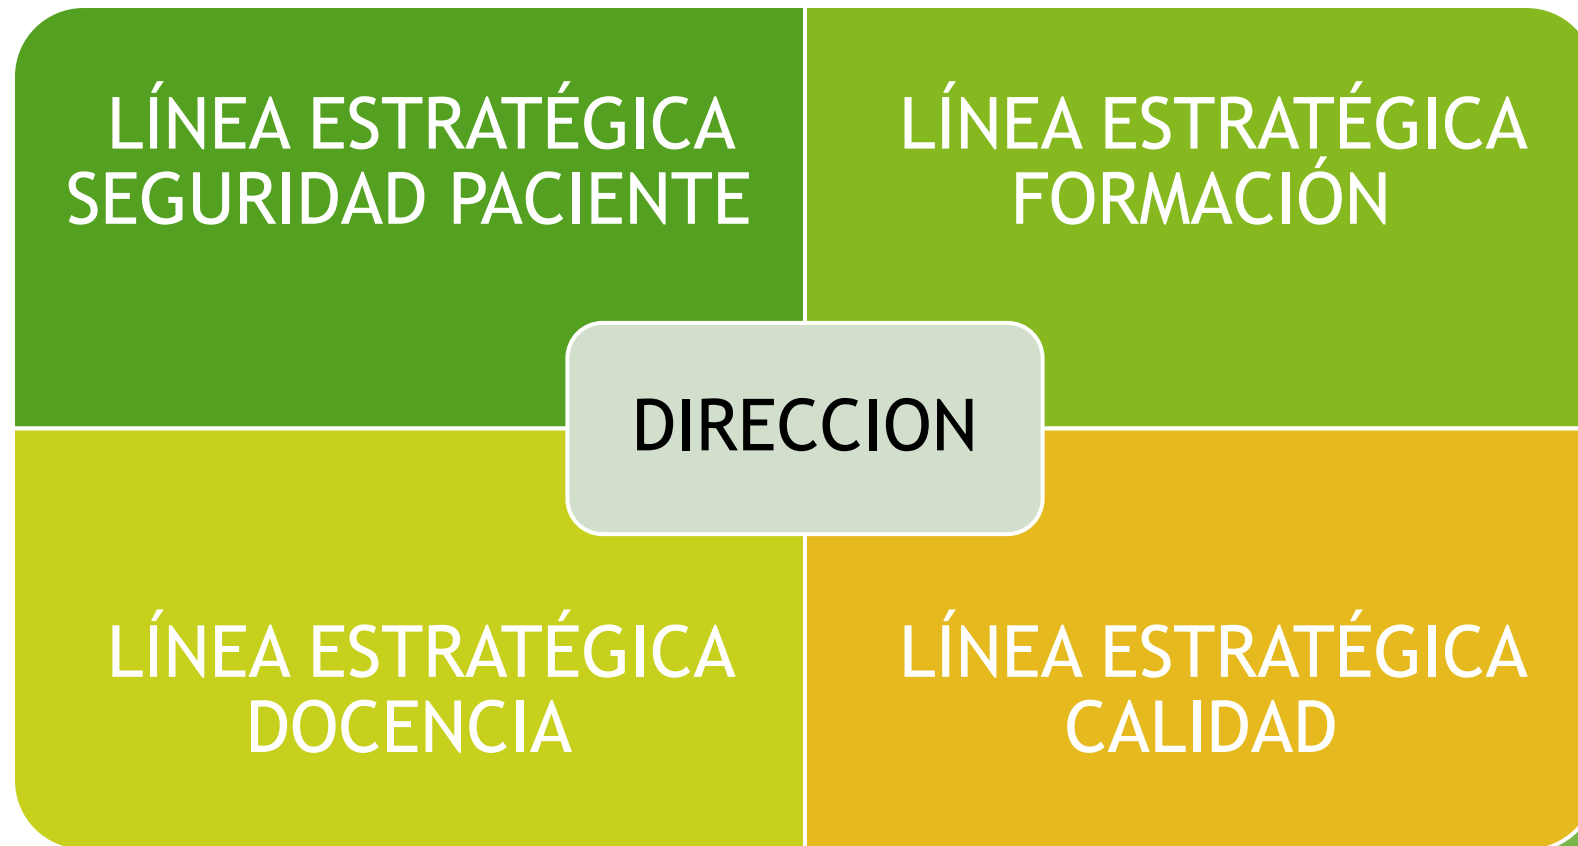 LÍNEA ESTRATÉGICA
SEGURIDAD PACIENTE
LÍNEA ESTRATÉGICA
FORMACIÓN
DIRECCION
LÍNEA ESTRATÉGICA
DOCENCIA
LÍNEA ESTRATÉGICA
CALIDAD